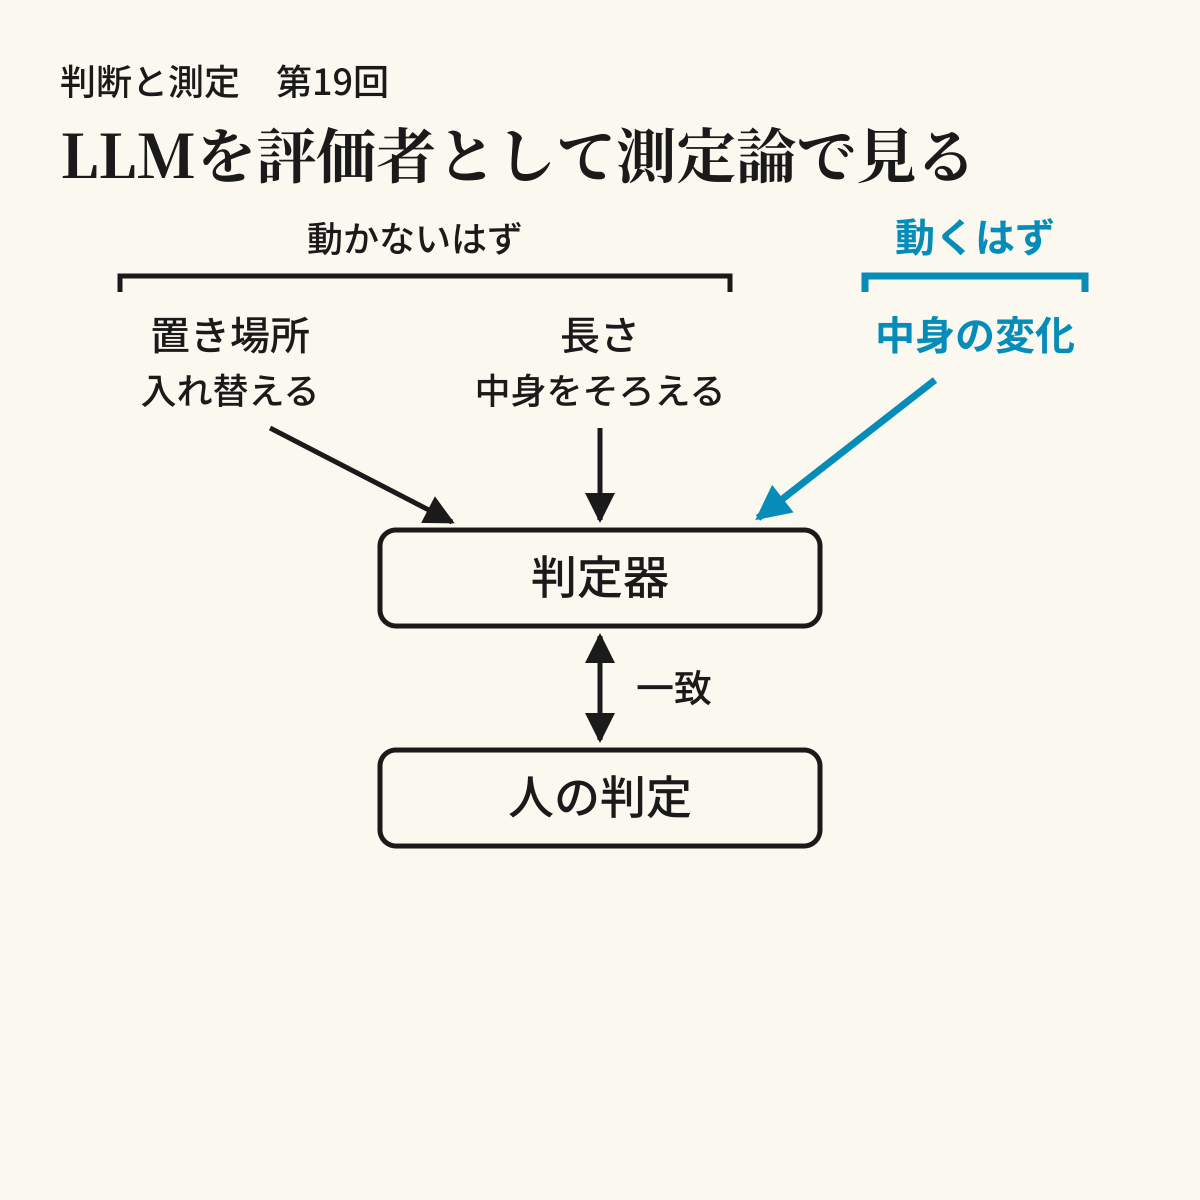 判断と測定　第19回
LLMを評価者として測定論で見る
動かないはず
動くはず
置き場所
入れ替える
長さ
中身をそろえる
中身の変化
判定器
一致
人の判定